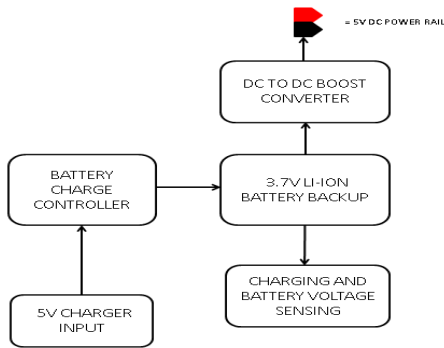 = 5V DC POWER RAIL
DC TO DC BOOST
CONVERTER
BATTERY
CHARGE
CONTROLLER
3.7V LI-ION
BATTERY BACKUP
5V CHARGER
INPUT
CHARGING AND
BATTERY VOLTAGE
SENSING